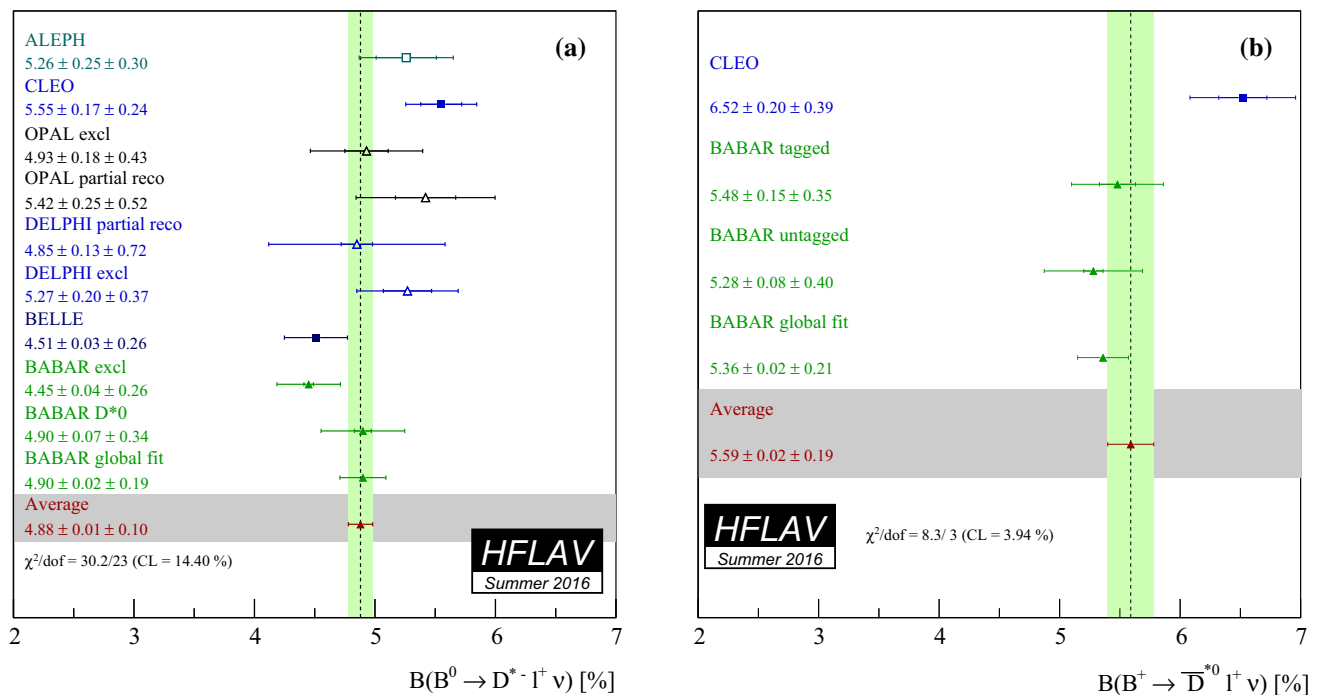 (a)
ALEPH
5.26 ± 0.25 ± 0.30
CLEO
5.55 ± 0.17 ± 0.24
OPAL excl
4.93 ± 0.18 ± 0.43
OPAL partial reco
5.42 ± 0.25 ± 0.52
DELPHI partial reco
4.85 ± 0.13 ± 0.72
DELPHI excl
5.27 ± 0.20 ± 0.37
BELLE
4.51 ± 0.03 ± 0.26
BABAR excl
4.45 ± 0.04 ± 0.26
BABAR D*0
4.90 ± 0.07 ± 0.34
BABAR global fit
4.90 ± 0.02 ± 0.19
Average
4.88 ± 0.01 ± 0.10
χ²/dof = 30.2/23 (CL = 14.40 %)
HFLAV
Summer 2016
2 3 4 5 6 7
B(B⁰ → D*⁻ l⁺ ν) [%]
(b)
CLEO
6.52 ± 0.20 ± 0.39
BABAR tagged
5.48 ± 0.15 ± 0.35
BABAR untagged
5.28 ± 0.08 ± 0.40
BABAR global fit
5.36 ± 0.02 ± 0.21
Average
5.59 ± 0.02 ± 0.19
HFLAV
Summer 2016
χ²/dof = 8.3/ 3 (CL = 3.94 %)
2 3 4 5 6 7
B(B⁺ → D̅*⁰ l⁺ ν) [%]